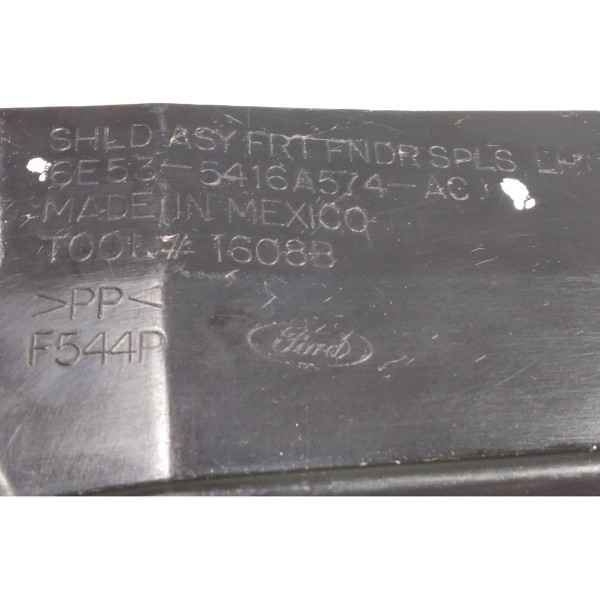 SHLD ASY FRT FNDR SPLS LH
6E53-5416A574-AC
MADE IN MEXICO
TOOL# 1608B
>PP<
F544P
Ford